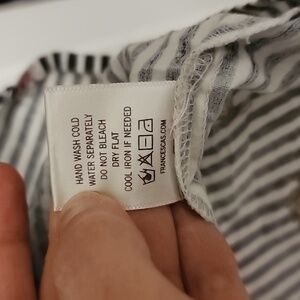 HAND WASH COLD
WATER SEPARATELY
DO NOT BLEACH
DRY FLAT
COOL IRON IF NEEDED
FRANCESCAS.COM